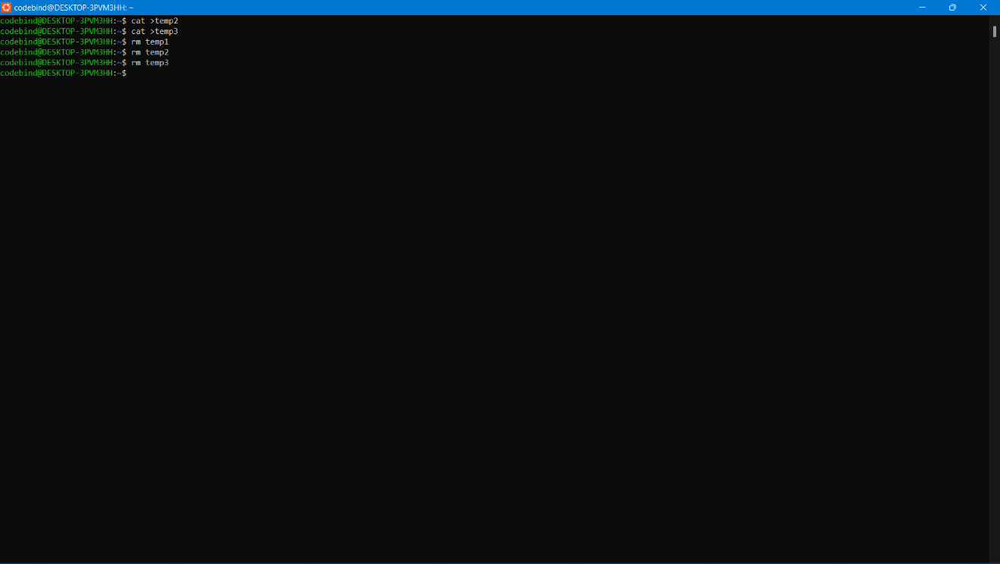 codebind@DESKTOP-3PVM3HH: ~
codebind@DESKTOP-3PVM3HH:~$ cat >temp2
codebind@DESKTOP-3PVM3HH:~$ cat >temp3
codebind@DESKTOP-3PVM3HH:~$ rm temp1
codebind@DESKTOP-3PVM3HH:~$ rm temp2
codebind@DESKTOP-3PVM3HH:~$ rm temp3
codebind@DESKTOP-3PVM3HH:~$